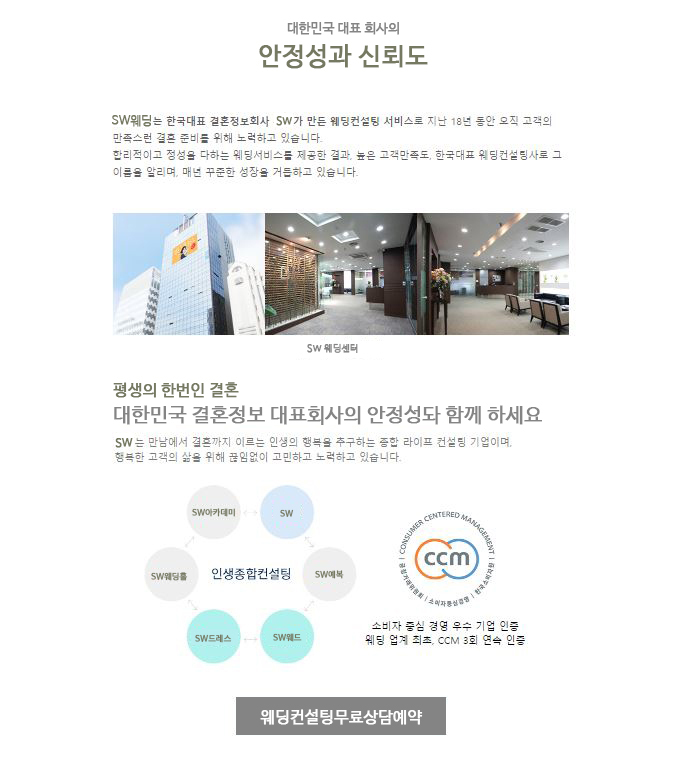 대한민국 대표 회사의
안정성과 신뢰도
SW웨딩는 한국대표 결혼정보회사 SW가 만든 웨딩컨설팅 서비스로 지난 18년 동안 오직 고객의
만족스런 결혼 준비를 위해 노력하고 있습니다.
합리적이고 정성을 다하는 웨딩서비스를 제공한 결과, 높은 고객만족도, 한국대표 웨딩컨설팅사로 그
이름을 알리며, 매년 꾸준한 성장을 거듭하고 있습니다.
SW 웨딩센터
평생의 한번인 결혼
대한민국 결혼정보 대표회사의 안정성돠 함께 하세요
SW 는 만남에서 결혼까지 이르는 인생의 행복을 추구하는 종합 라이프 컨설팅 기업이며,
행복한 고객의 삶을 위해 끊임없이 고민하고 노력하고 있습니다.
SW아카데미
SW
SW웨딩홀
인생종합컨설팅
SW예복
SW드레스
SW웨드
CONSUMER CENTERED MANAGEMENT
ccm
공정거래위원회 | 소비자중심경영 | 한국소비자원
소비자 중심 경영 우수 기업 인증
웨딩 업계 최초, CCM 3회 연속 인증
웨딩컨설팅무료상담예약